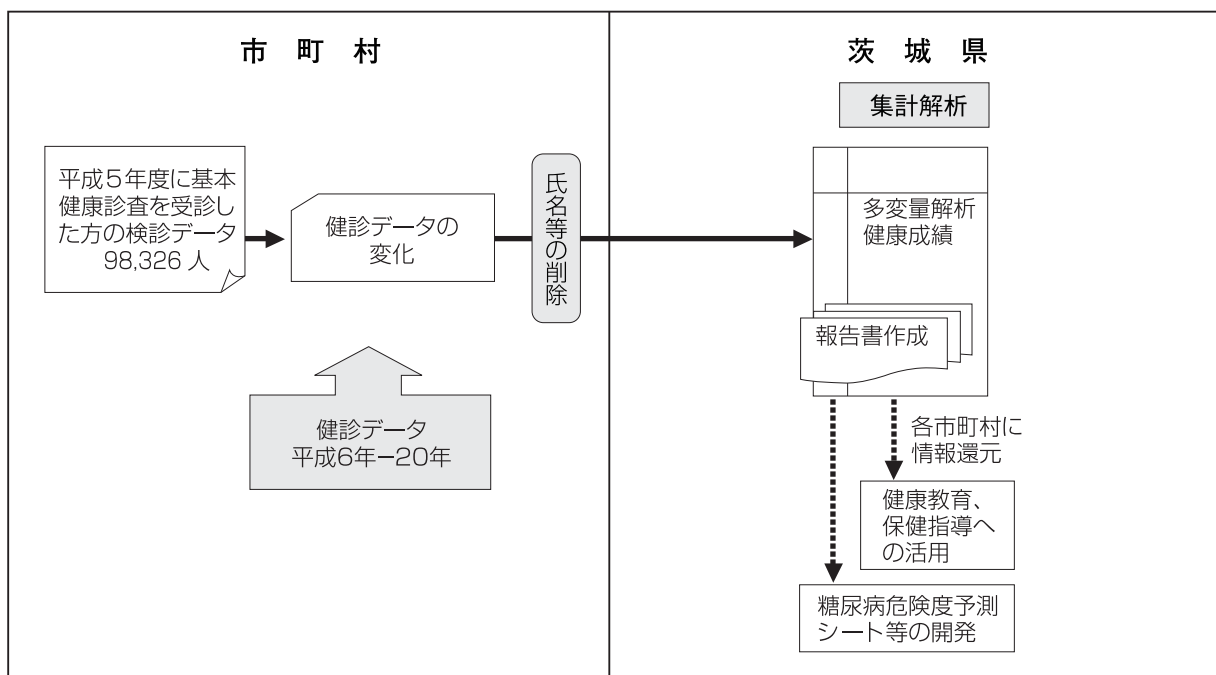 市 町 村
平成5年度に基本
健康診査を受診し
た方の検診データ
98,326 人
健診データの
変化
氏名等の削除
健診データ
平成6年−20年
茨 城 県
集計解析
多変量解析
健康成績
報告書作成
各市町村に
情報還元
健康教育、
保健指導へ
の活用
糖尿病危険度予測
シート等の開発